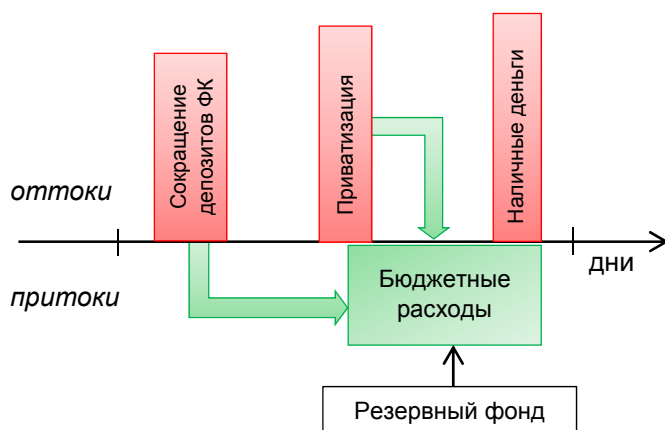 Сокращение
депозитов ФК
Приватизация
Наличные деньги
оттоки
дни
притоки
Бюджетные
расходы
Резервный фонд